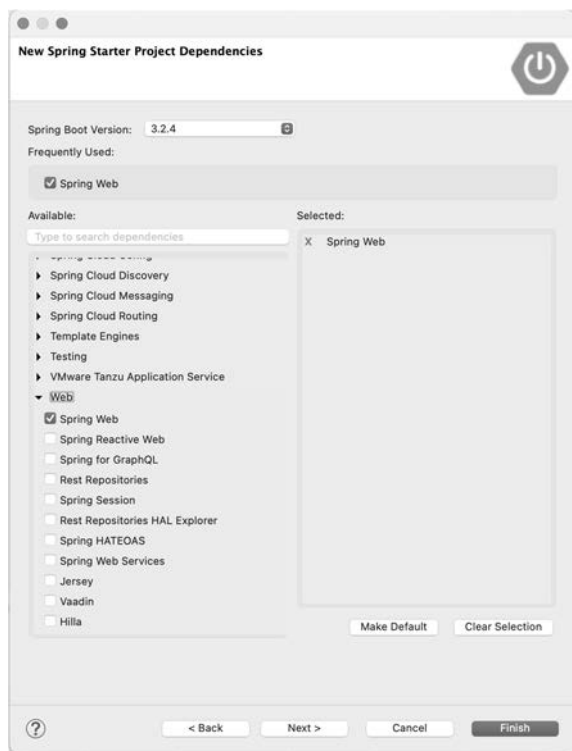 New Spring Starter Project Dependencies
Spring Boot Version: 3.2.4
Frequently Used:
Spring Web
Available:
Type to search dependencies
Spring Cloud Config
Spring Cloud Discovery
Spring Cloud Messaging
Spring Cloud Routing
Template Engines
Testing
VMware Tanzu Application Service
Web
Spring Web
Spring Reactive Web
Spring for GraphQL
Rest Repositories
Spring Session
Rest Repositories HAL Explorer
Spring HATEOAS
Spring Web Services
Jersey
Vaadin
Hilla
Selected:
X Spring Web
Make Default
Clear Selection
?
< Back
Next >
Cancel
Finish